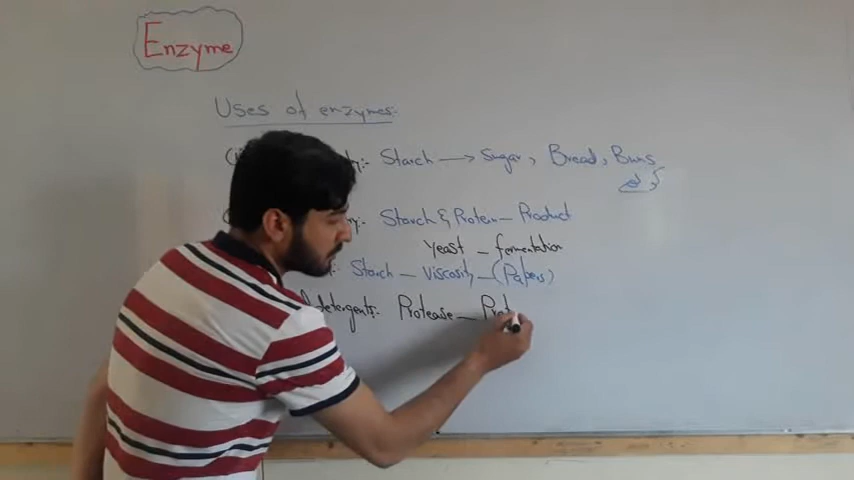 Enzyme
Uses of enzymes:-
Starch → Sugar, Bread, Buns
Starch & Protein - Product
Yeast - fermentation
Starch - Viscosity - (Papers)
detergents:- Protease - Prot